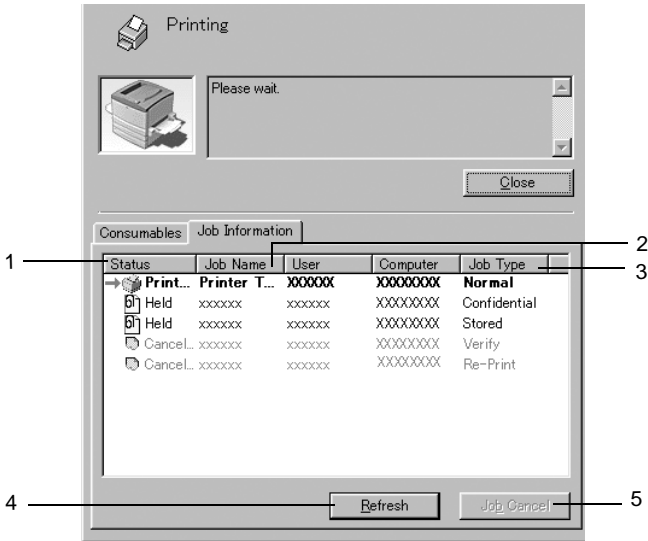 Printing
Please wait.
Close
Consumables Job Information
2
1
Status Job Name User Computer Job Type
3
Print... Printer T... XXXXXX XXXXXXXX Normal
Held xxxxxx xxxxxx XXXXXXXX Confidential
Held xxxxxx xxxxxx XXXXXXXX Stored
Cancel... xxxxxx xxxxxx XXXXXXXX Verify
Cancel... xxxxxx xxxxxx XXXXXXXX Re-Print
4 Refresh Job Cancel 5